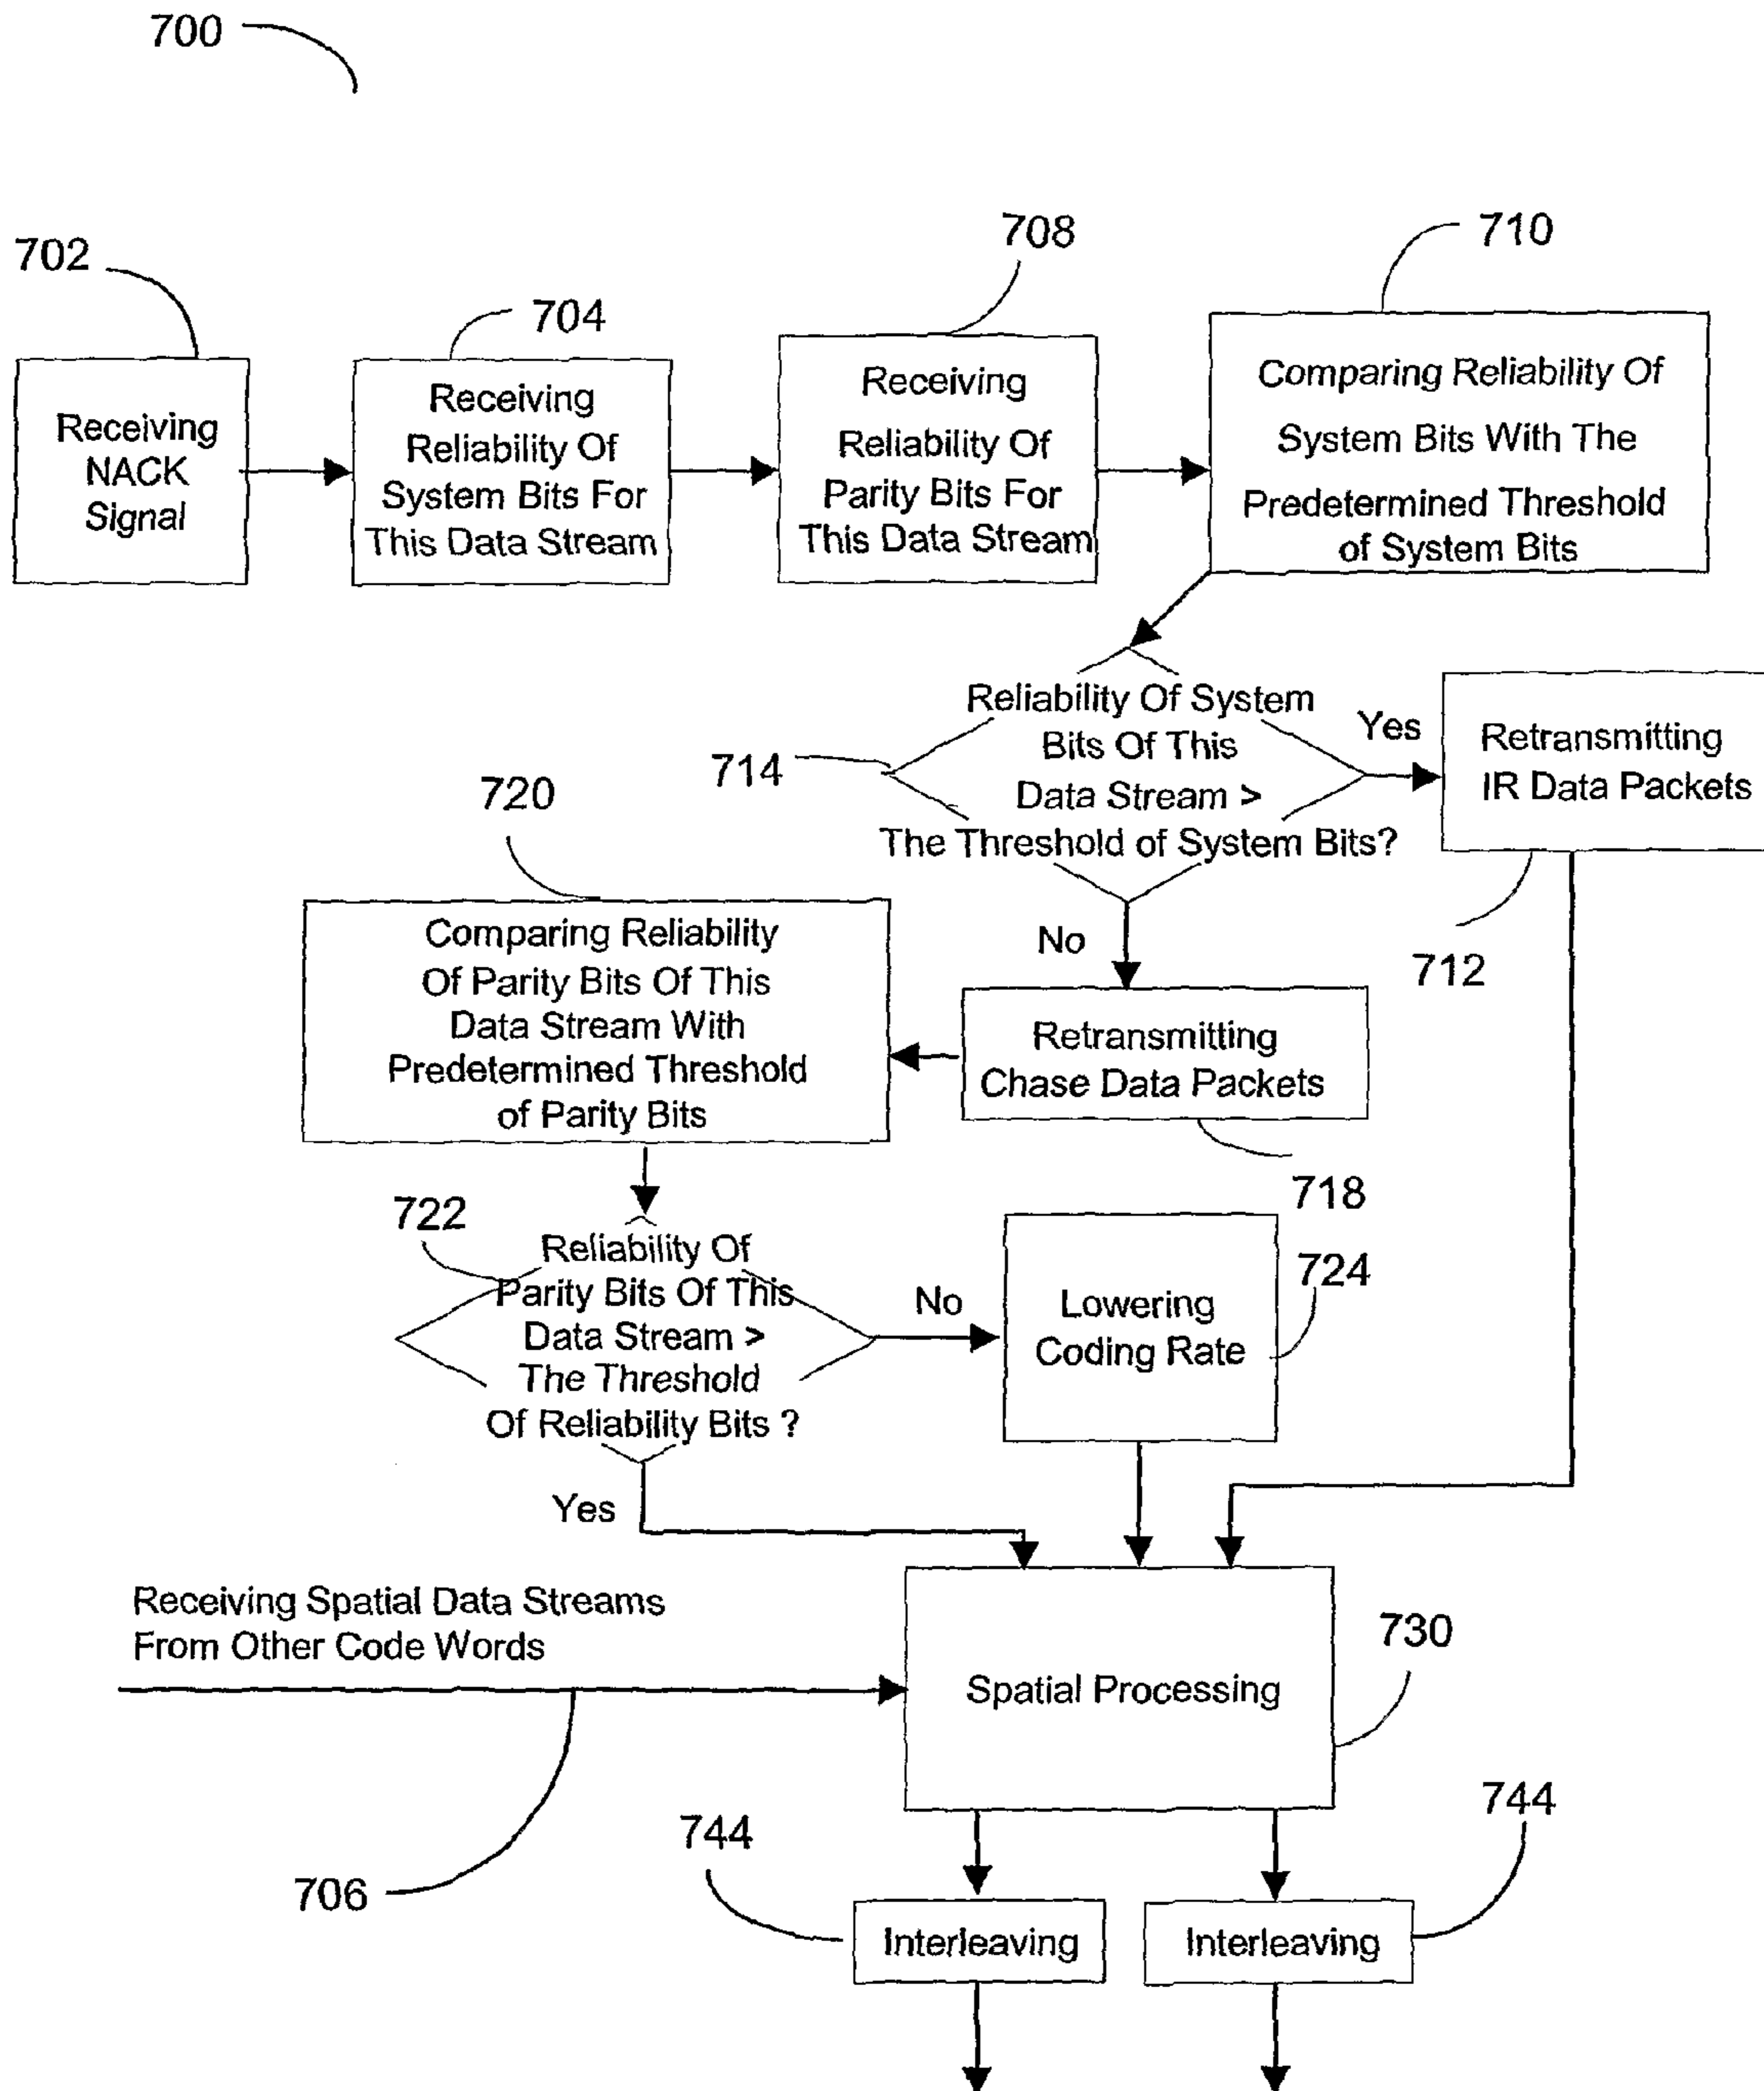 700
702
Receiving
NACK
Signal
704
Receiving
Reliability Of
System Bits For
This Data Stream
708
Receiving
Reliability Of
Parity Bits For
This Data Stream
710
Comparing Reliability Of
System Bits With The
Predetermined Threshold
of System Bits
714
Reliability Of System
Bits Of This
Data Stream >
The Threshold of System Bits?
Yes
Retransmitting
IR Data Packets
712
No
Retransmitting
Chase Data Packets
718
720
Comparing Reliability
Of Parity Bits Of This
Data Stream With
Predetermined Threshold
of Parity Bits
722
Reliability Of
Parity Bits Of This
Data Stream >
The Threshold
Of Reliability Bits ?
No
Lowering
Coding Rate
724
Yes
Receiving Spatial Data Streams
From Other Code Words
706
Spatial Processing
730
744
Interleaving
744
Interleaving